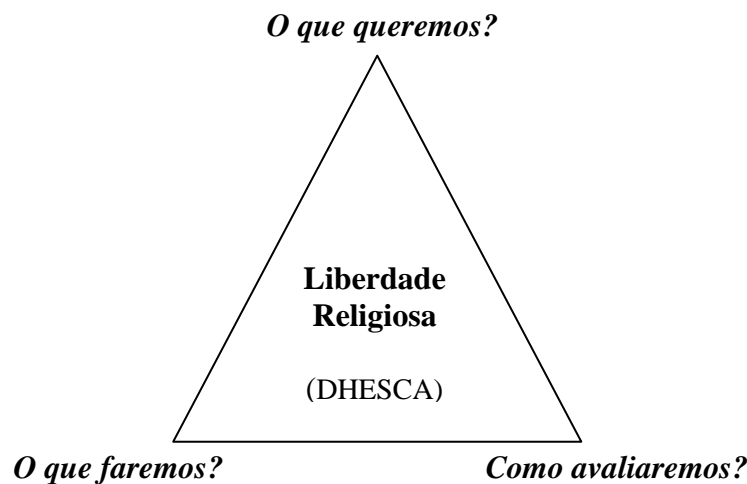 O que queremos?
Liberdade
Religiosa
(DHESCA)
O que faremos?
Como avaliaremos?